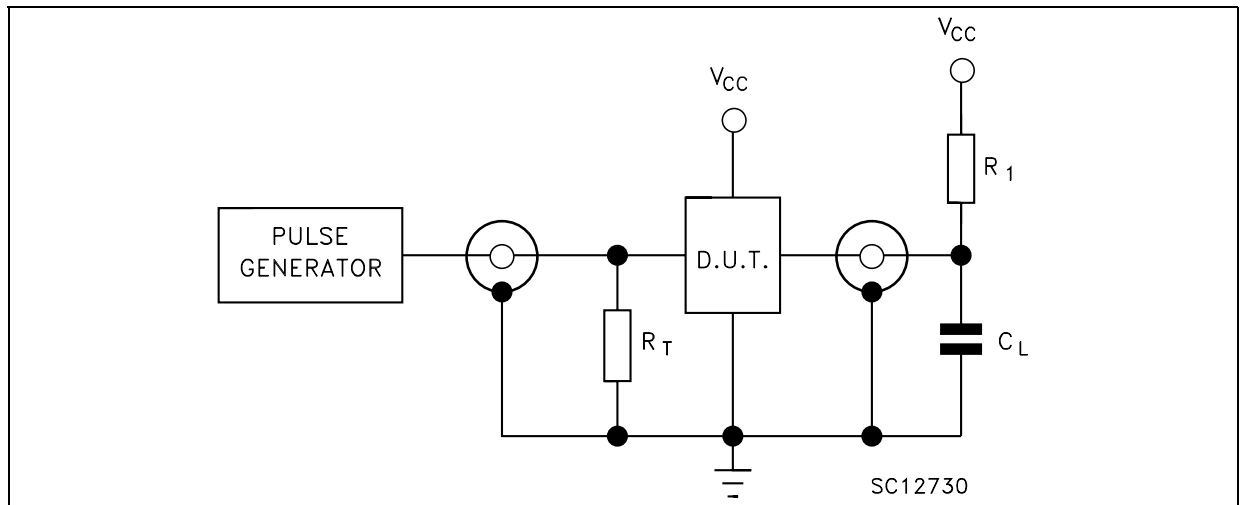 VCC
VCC
R1
PULSE
GENERATOR
D.U.T.
RT
CL
SC12730